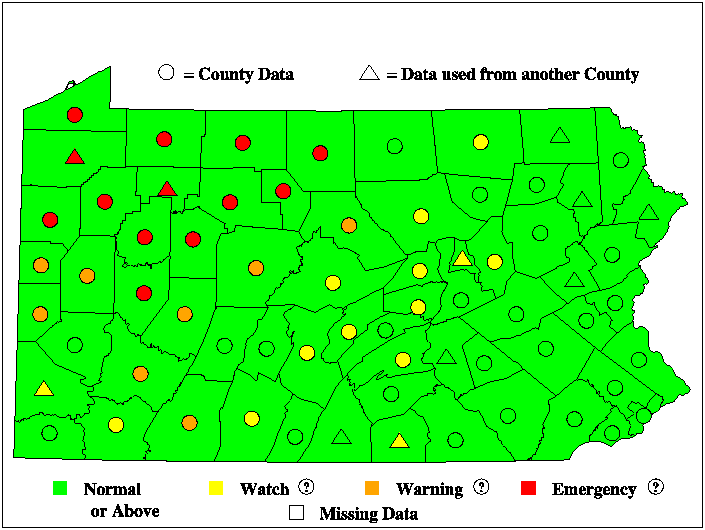 = County Data = Data used from another County
Normal Watch ? Warning ? Emergency ?
or Above Missing Data